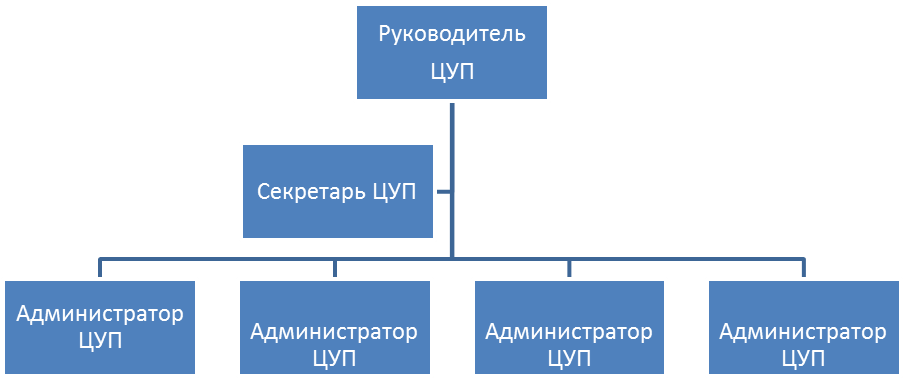 Руководитель
ЦУП
Секретарь ЦУП
Администратор
ЦУП
Администратор
ЦУП
Администратор
ЦУП
Администратор
ЦУП